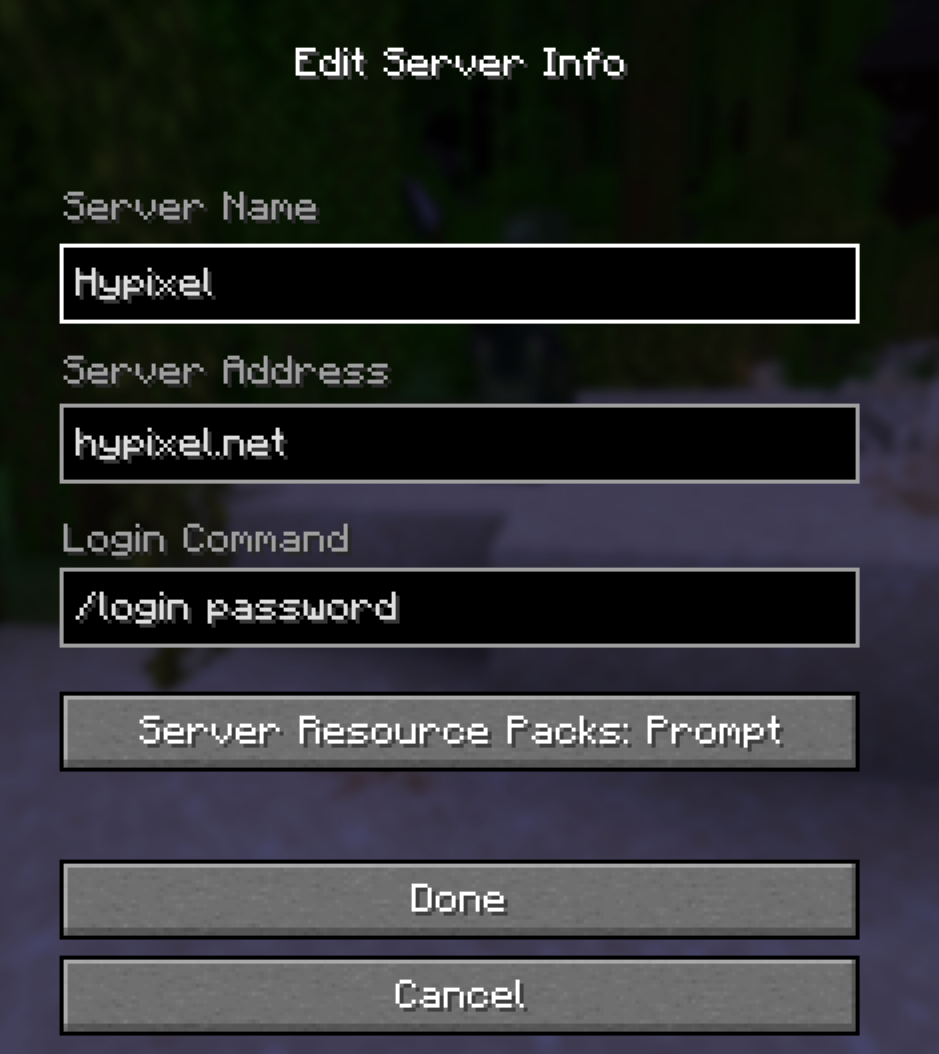 Edit Server Info
Server Name
Hypixel
Server Address
hypixel.net
Login Command
/login password
Server Resource Packs: Prompt
Done
Cancel